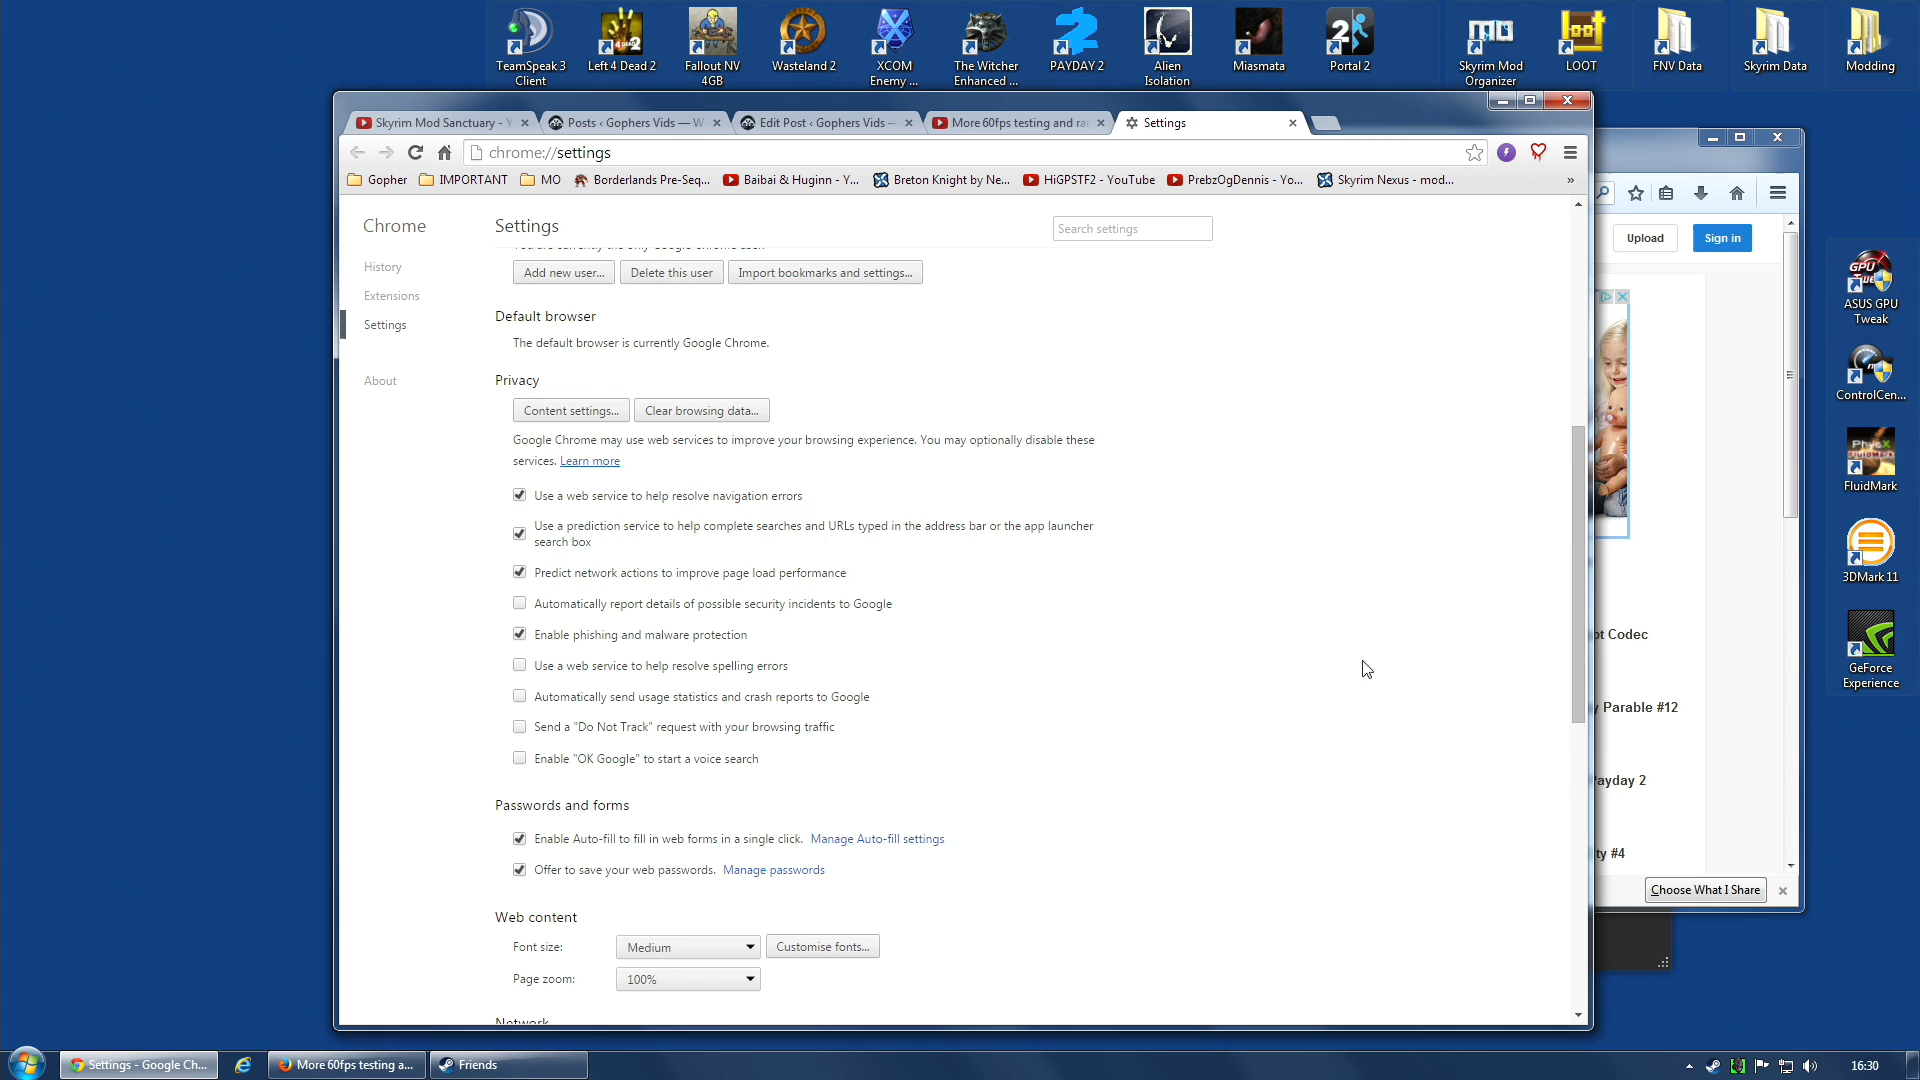 TeamSpeak 3
Client
Left 4 Dead 2
Fallout NV
4GB
Wasteland 2
XCOM
Enemy ...
The Witcher
Enhanced ...
PAYDAY 2
Alien
Isolation
Miasmata
Portal 2
Skyrim Mod
Organizer
LOOT
FNV Data
Skyrim Data
Modding
Skyrim Mod Sanctuary - Y
Posts ‹ Gophers Vids — W
Edit Post ‹ Gophers Vids —
More 60fps testing and ra
Settings
chrome://settings
Gopher
IMPORTANT
MO
Borderlands Pre-Seq...
Baibai & Huginn - Y...
Breton Knight by Ne...
HiGPSTF2 - YouTube
PrebzOgDennis - Yo...
Skyrim Nexus - mod...
»
Chrome
History
Extensions
Settings
About
Settings
Search settings
Add new user...
Delete this user
Import bookmarks and settings...
Default browser
The default browser is currently Google Chrome.
Privacy
Content settings...
Clear browsing data...
Google Chrome may use web services to improve your browsing experience. You may optionally disable these
services. Learn more
Use a web service to help resolve navigation errors
Use a prediction service to help complete searches and URLs typed in the address bar or the app launcher
search box
Predict network actions to improve page load performance
Automatically report details of possible security incidents to Google
Enable phishing and malware protection
Use a web service to help resolve spelling errors
Automatically send usage statistics and crash reports to Google
Send a "Do Not Track" request with your browsing traffic
Enable "OK Google" to start a voice search
Passwords and forms
Enable Auto-fill to fill in web forms in a single click. Manage Auto-fill settings
Offer to save your web passwords. Manage passwords
Web content
Font size:
Medium
Customise fonts...
Page zoom:
100%
Network
Upload
Sign in
pt Codec
y Parable #12
Payday 2
ty #4
Choose What I Share
ASUS GPU
Tweak
ControlCen...
FluidMark
3DMark 11
GeForce
Experience
Settings - Google Ch...
More 60fps testing a...
Friends
16:30